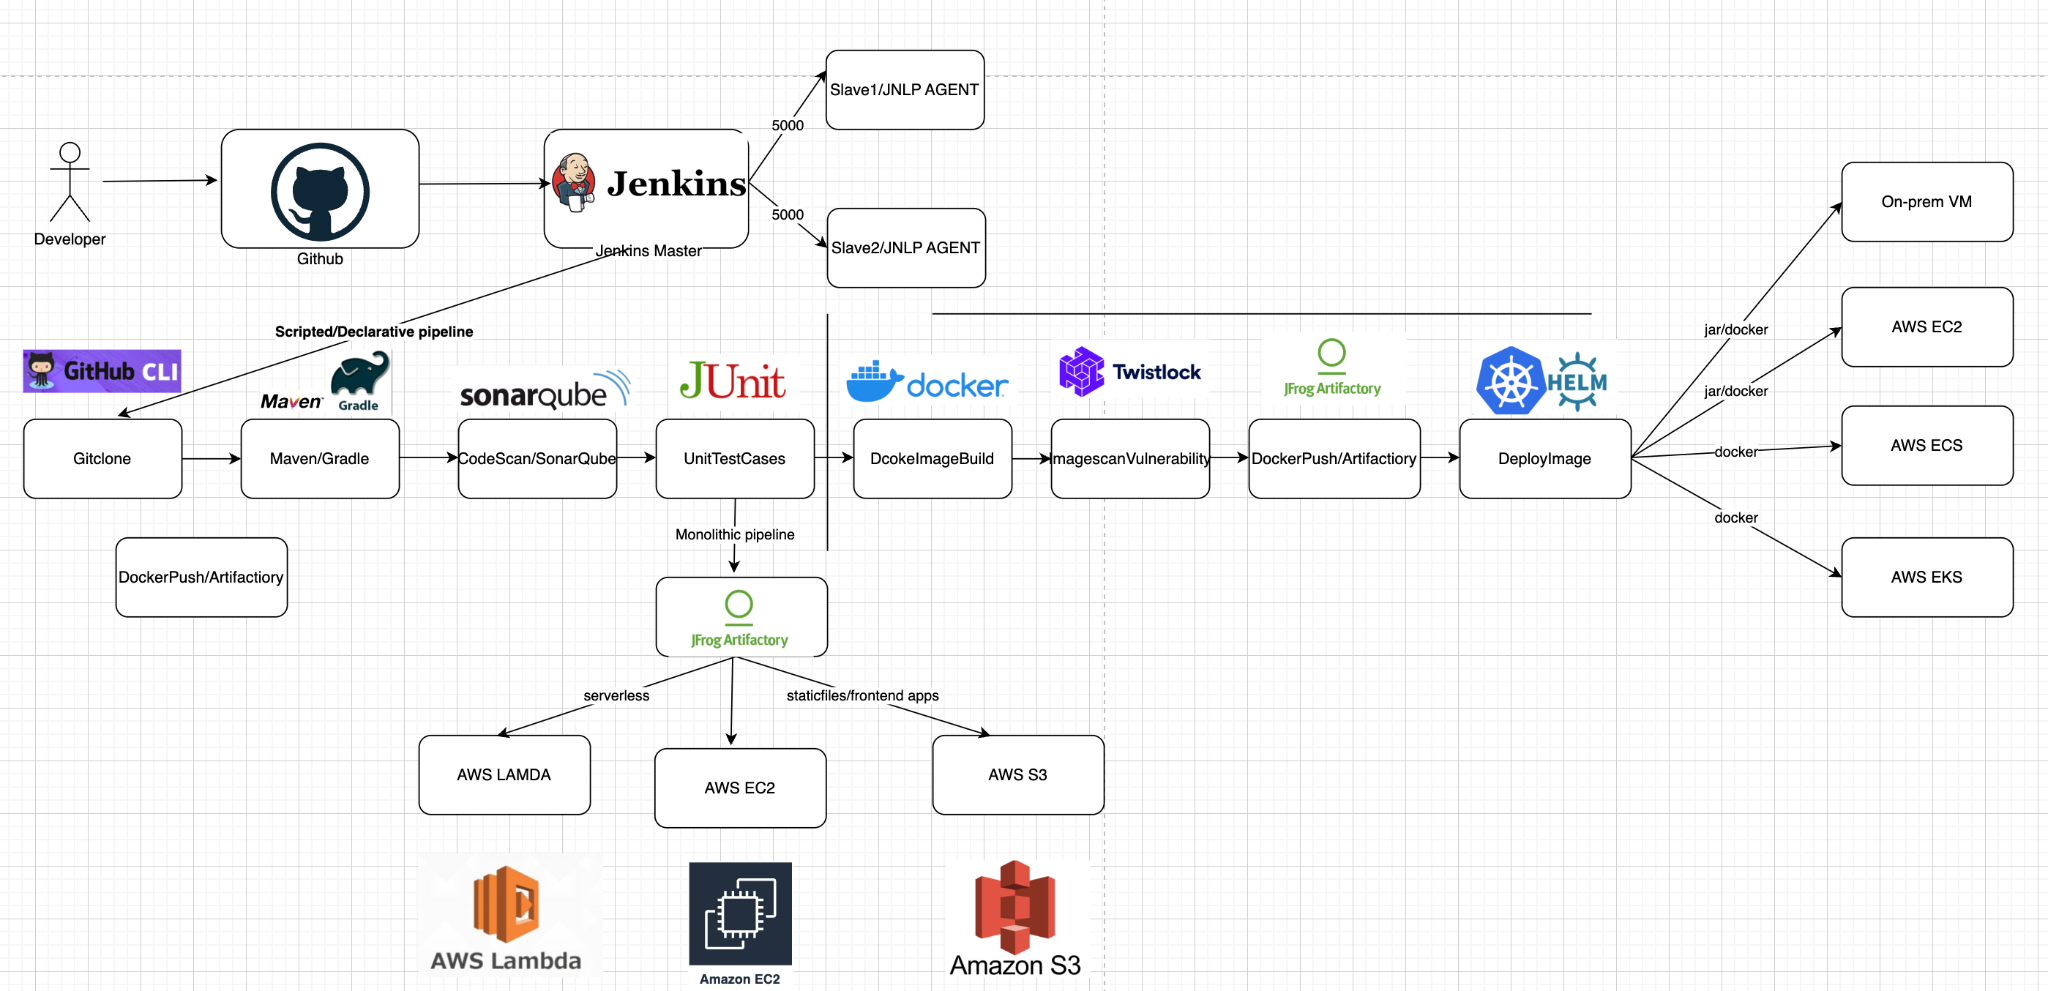 Slave1/JNLP AGENT
5000
Jenkins
5000
Slave2/JNLP AGENT
Developer
Github
Jenkins Master
On-prem VM
AWS EC2
AWS ECS
AWS EKS
jar/docker
jar/docker
docker
docker
Scripted/Declarative pipeline
GitHub CLI
Maven
Gradle
sonarqube
JUnit
docker
Twistlock
JFrog Artifactory
HELM
Gitclone
Maven/Gradle
CodeScan/SonarQube
UnitTestCases
DcokeImageBuild
ImagescanVulnerability
DockerPush/Artifactiory
DeployImage
Monolithic pipeline
DockerPush/Artifactiory
JFrog Artifactory
serverless
staticfiles/frontend apps
AWS LAMDA
AWS EC2
AWS S3
AWS Lambda
Amazon EC2
Amazon S3